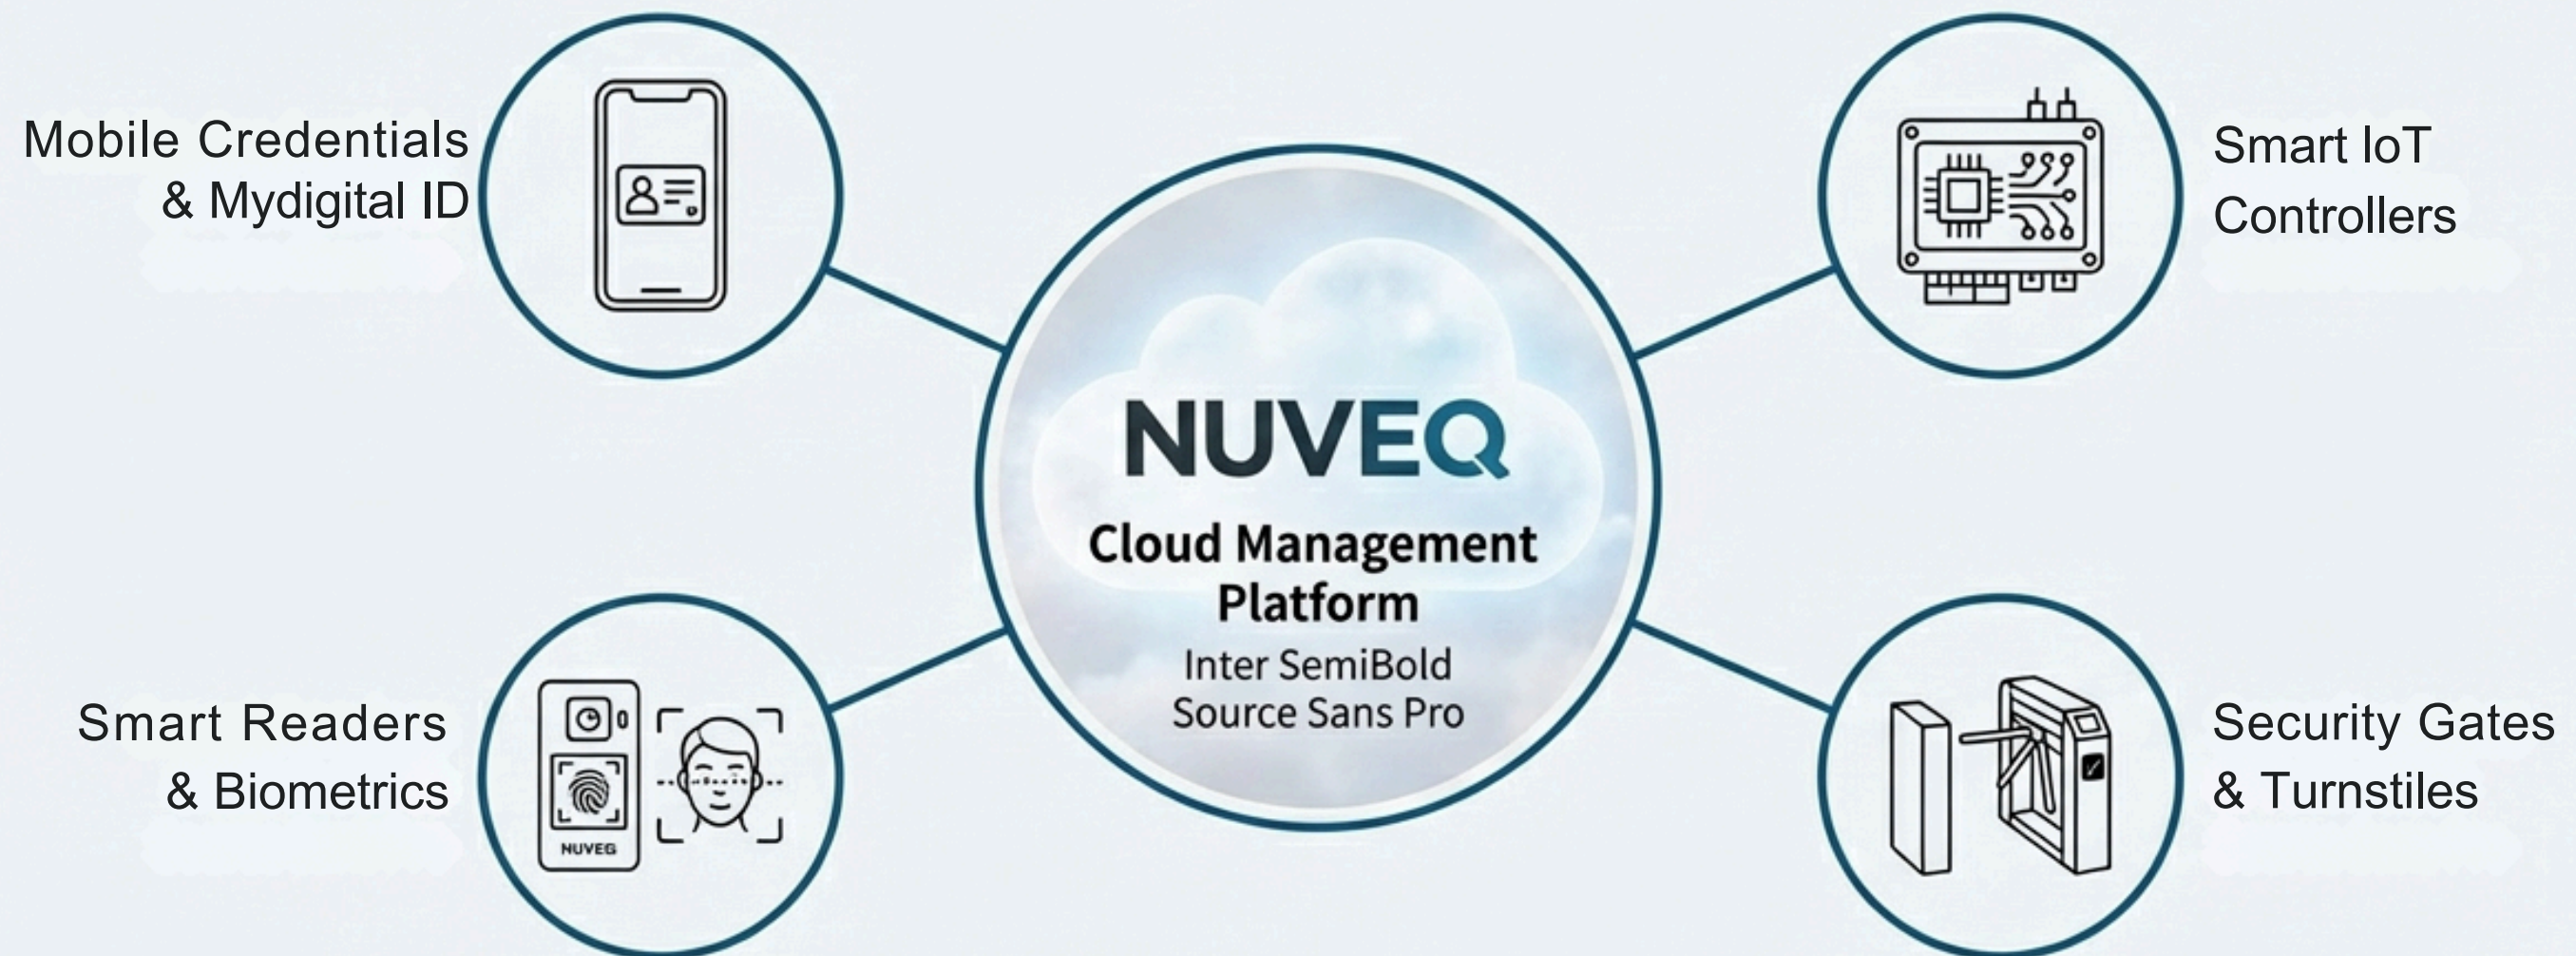 Mobile Credentials
& Mydigital ID
Smart IoT
Controllers
NUVEQ
Cloud Management
Platform
Inter SemiBold
Source Sans Pro
Smart Readers
& Biometrics
NUVEG
Security Gates
& Turnstiles